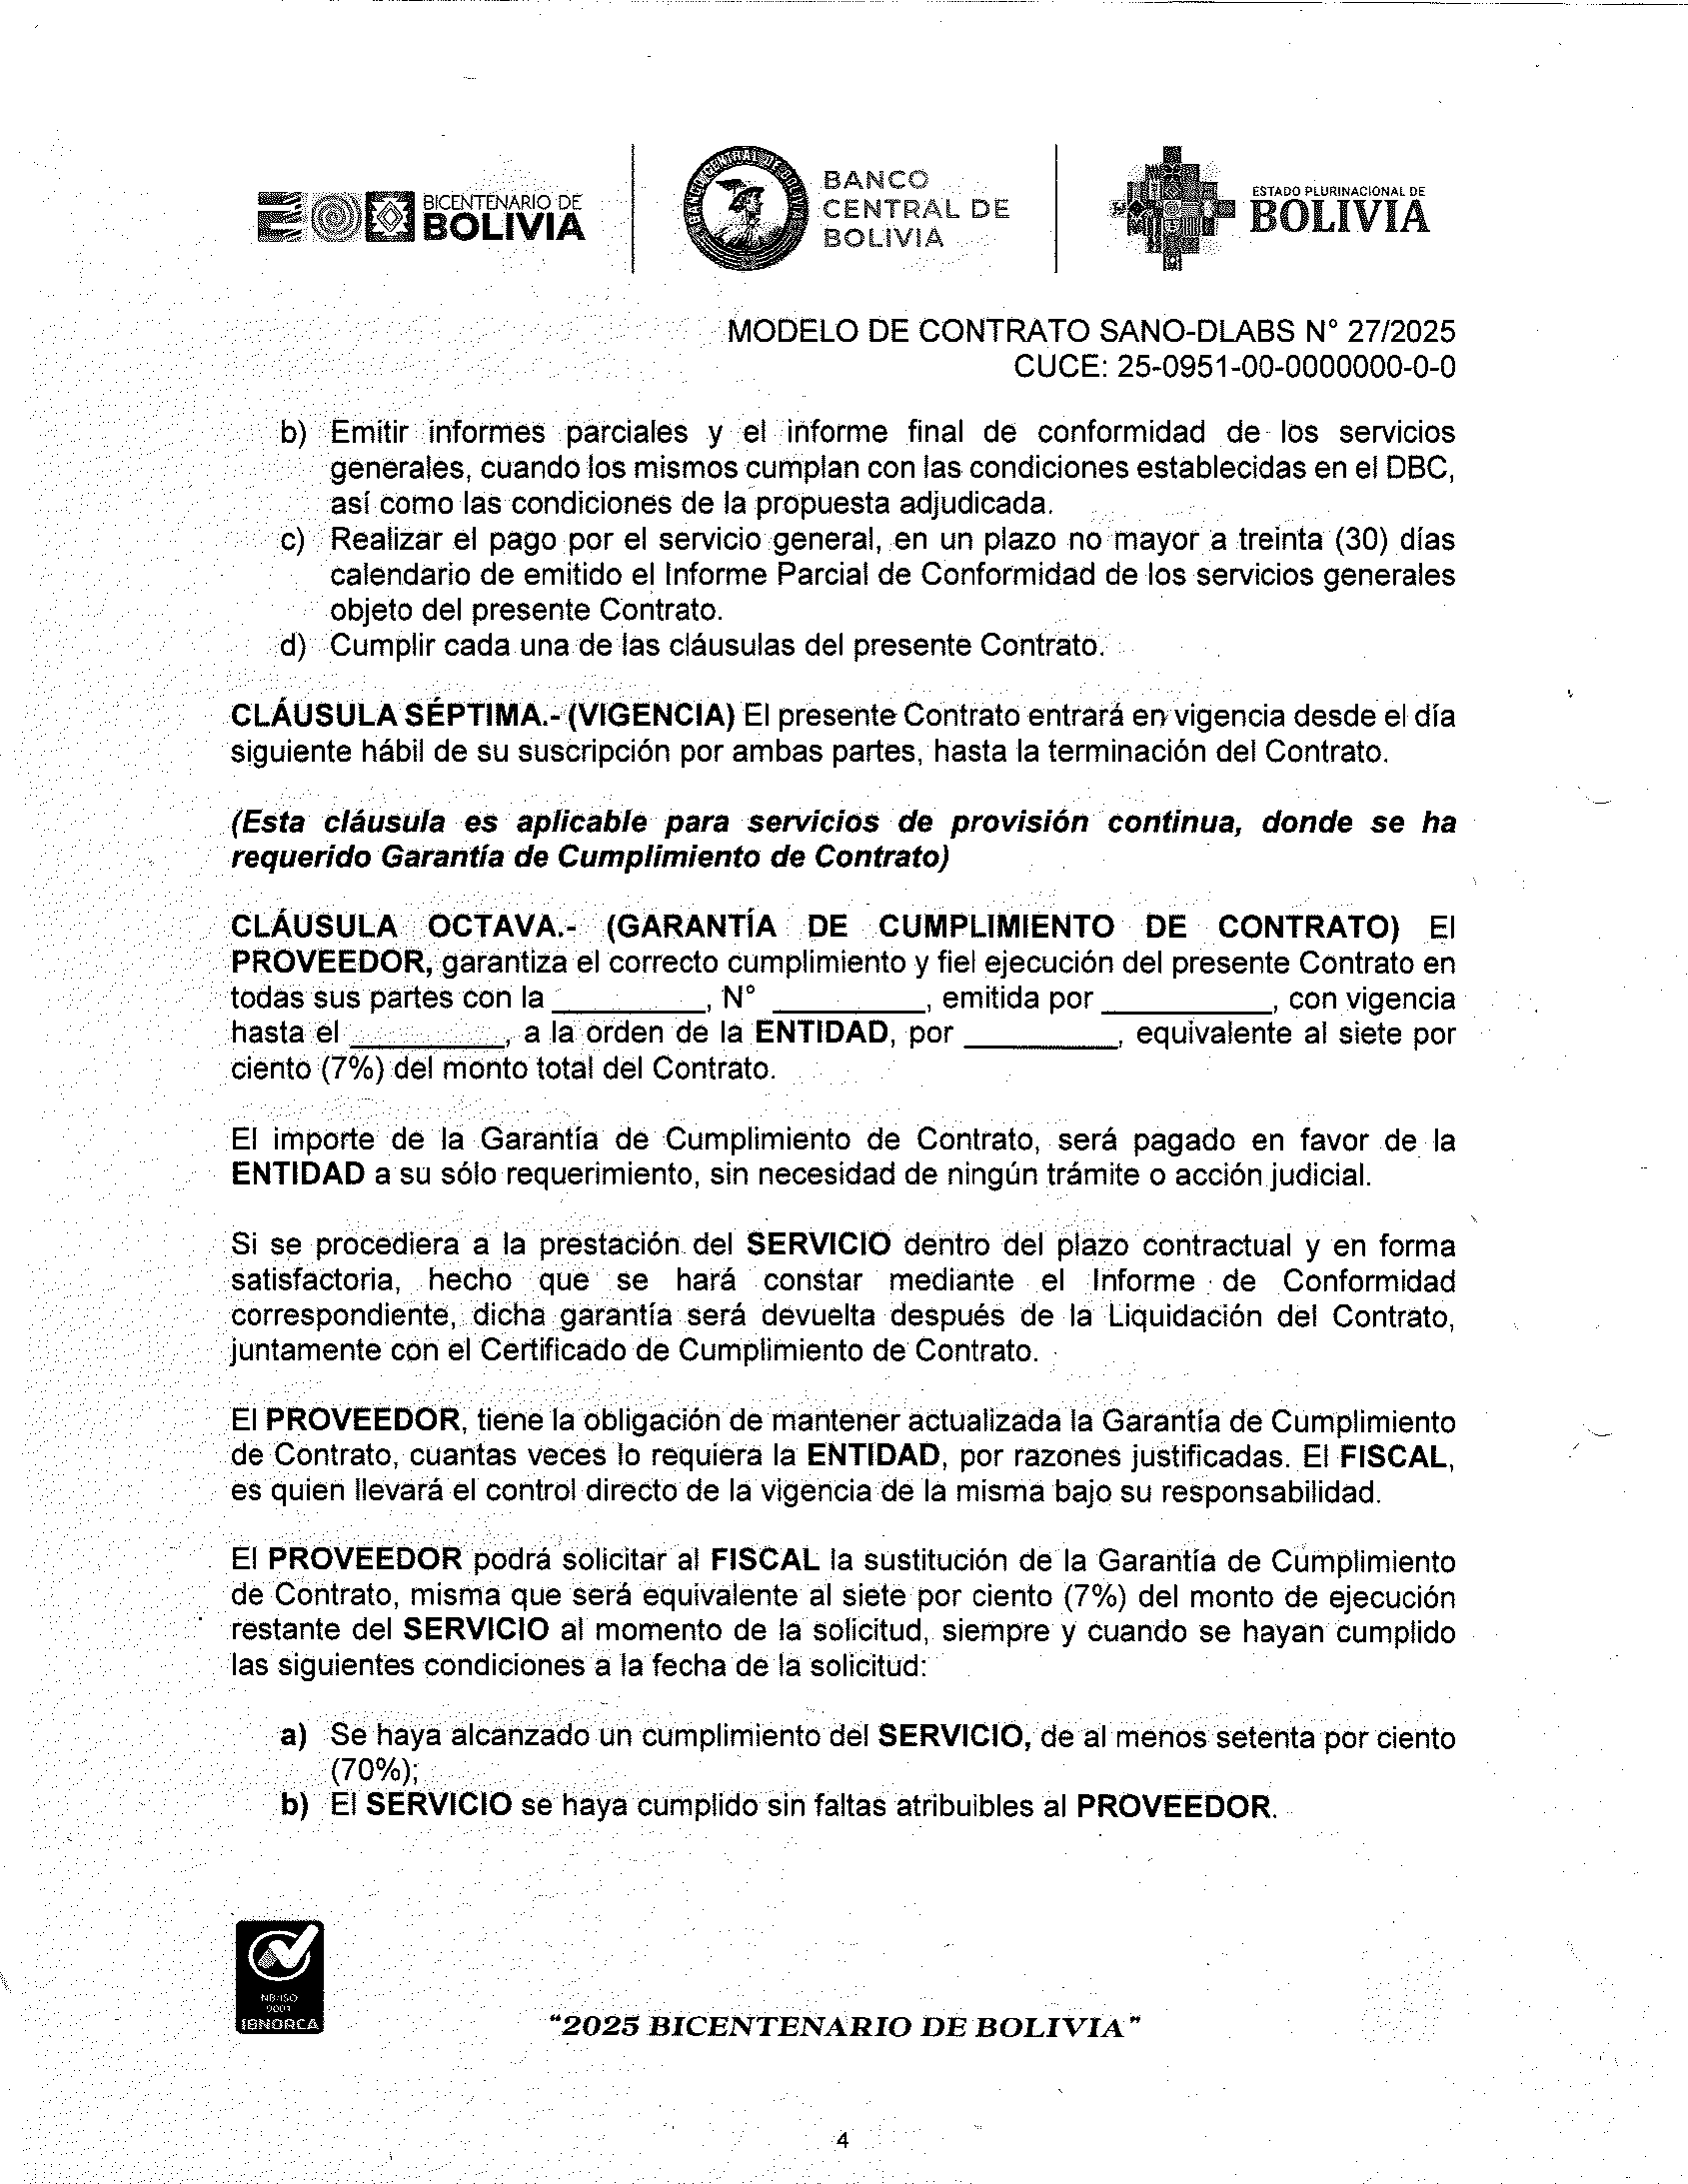 BICENTENARIO DE
BOLIVIA
BANCO CENTRAL DE BOLIVIA
BANCO
CENTRAL DE
BOLIVIA
ESTADO PLURINACIONAL DE
BOLIVIA
MODELO DE CONTRATO SANO-DLABS N° 27/2025
CUCE: 25-0951-00-0000000-0-0
b) Emitir informes parciales y el informe final de conformidad de los servicios
generales, cuando los mismos cumplan con las condiciones establecidas en el DBC,
así como las condiciones de la propuesta adjudicada.
c) Realizar el pago por el servicio general, en un plazo no mayor a treinta (30) días
calendario de emitido el Informe Parcial de Conformidad de los servicios generales
objeto del presente Contrato.
d) Cumplir cada una de las cláusulas del presente Contrato.
CLÁUSULA SÉPTIMA.- (VIGENCIA) El presente Contrato entrará en vigencia desde el día
siguiente hábil de su suscripción por ambas partes, hasta la terminación del Contrato.
(Esta cláusula es aplicable para servicios de provisión continua, donde se ha
requerido Garantía de Cumplimiento de Contrato)
CLÁUSULA OCTAVA.- (GARANTÍA DE CUMPLIMIENTO DE CONTRATO) El
PROVEEDOR, garantiza el correcto cumplimiento y fiel ejecución del presente Contrato en
todas sus partes con la _________, N° _________, emitida por __________, con vigencia
hasta el _________, a la orden de la ENTIDAD, por _________, equivalente al siete por
ciento (7%) del monto total del Contrato.
El importe de la Garantía de Cumplimiento de Contrato, será pagado en favor de la
ENTIDAD a su sólo requerimiento, sin necesidad de ningún trámite o acción judicial.
Si se procediera a la prestación del SERVICIO dentro del plazo contractual y en forma
satisfactoria, hecho que se hará constar mediante el Informe de Conformidad
correspondiente, dicha garantía será devuelta después de la Liquidación del Contrato,
juntamente con el Certificado de Cumplimiento de Contrato.
El PROVEEDOR, tiene la obligación de mantener actualizada la Garantía de Cumplimiento
de Contrato, cuantas veces lo requiera la ENTIDAD, por razones justificadas. El FISCAL,
es quien llevará el control directo de la vigencia de la misma bajo su responsabilidad.
El PROVEEDOR podrá solicitar al FISCAL la sustitución de la Garantía de Cumplimiento
de Contrato, misma que será equivalente al siete por ciento (7%) del monto de ejecución
restante del SERVICIO al momento de la solicitud, siempre y cuando se hayan cumplido
las siguientes condiciones a la fecha de la solicitud:
a) Se haya alcanzado un cumplimiento del SERVICIO, de al menos setenta por ciento
(70%);
b) El SERVICIO se haya cumplido sin faltas atribuibles al PROVEEDOR.
NB/ISO
9001
IBNORCA
"2025 BICENTENARIO DE BOLIVIA"
4